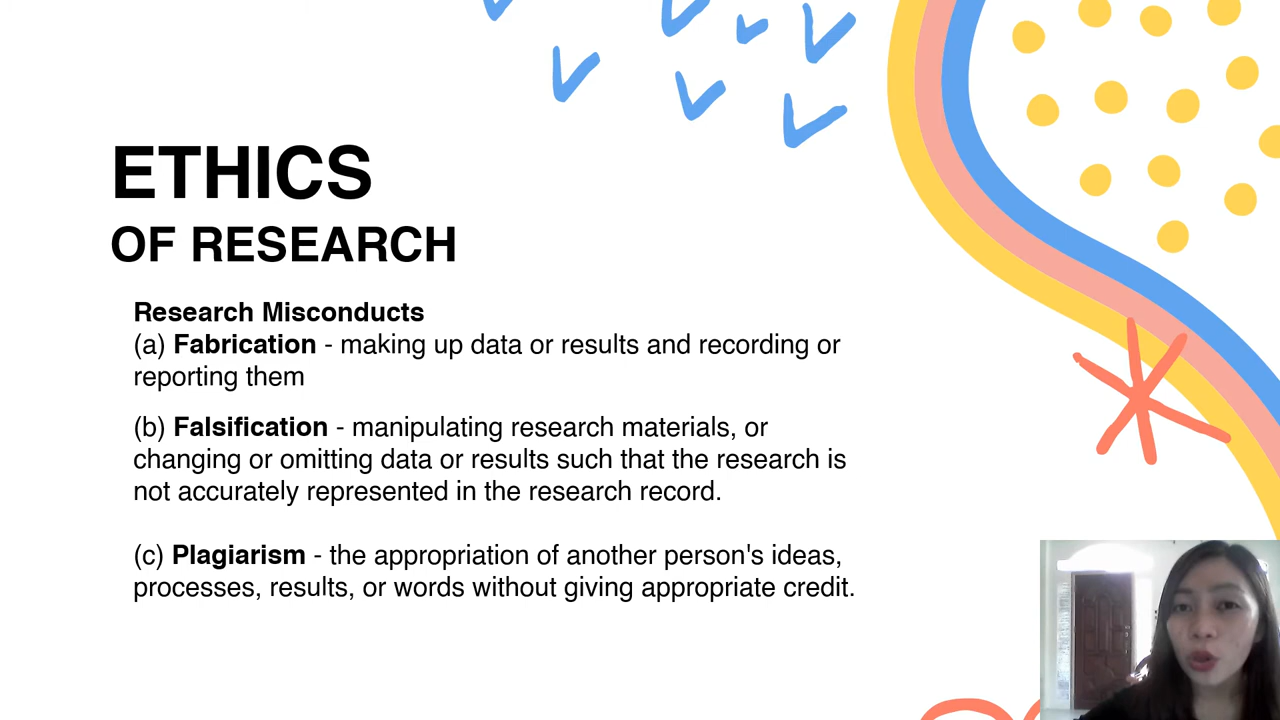 ETHICS
OF RESEARCH
Research Misconducts
(a) Fabrication - making up data or results and recording or
reporting them
(b) Falsification - manipulating research materials, or
changing or omitting data or results such that the research is
not accurately represented in the research record.
(c) Plagiarism - the appropriation of another person's ideas,
processes, results, or words without giving appropriate credit.